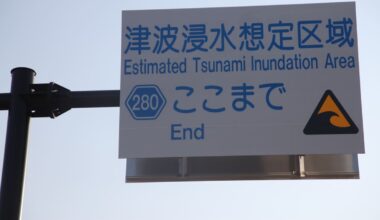 津波浸水想定区域
Estimated Tsunami Inundation Area
280 ここまで
End